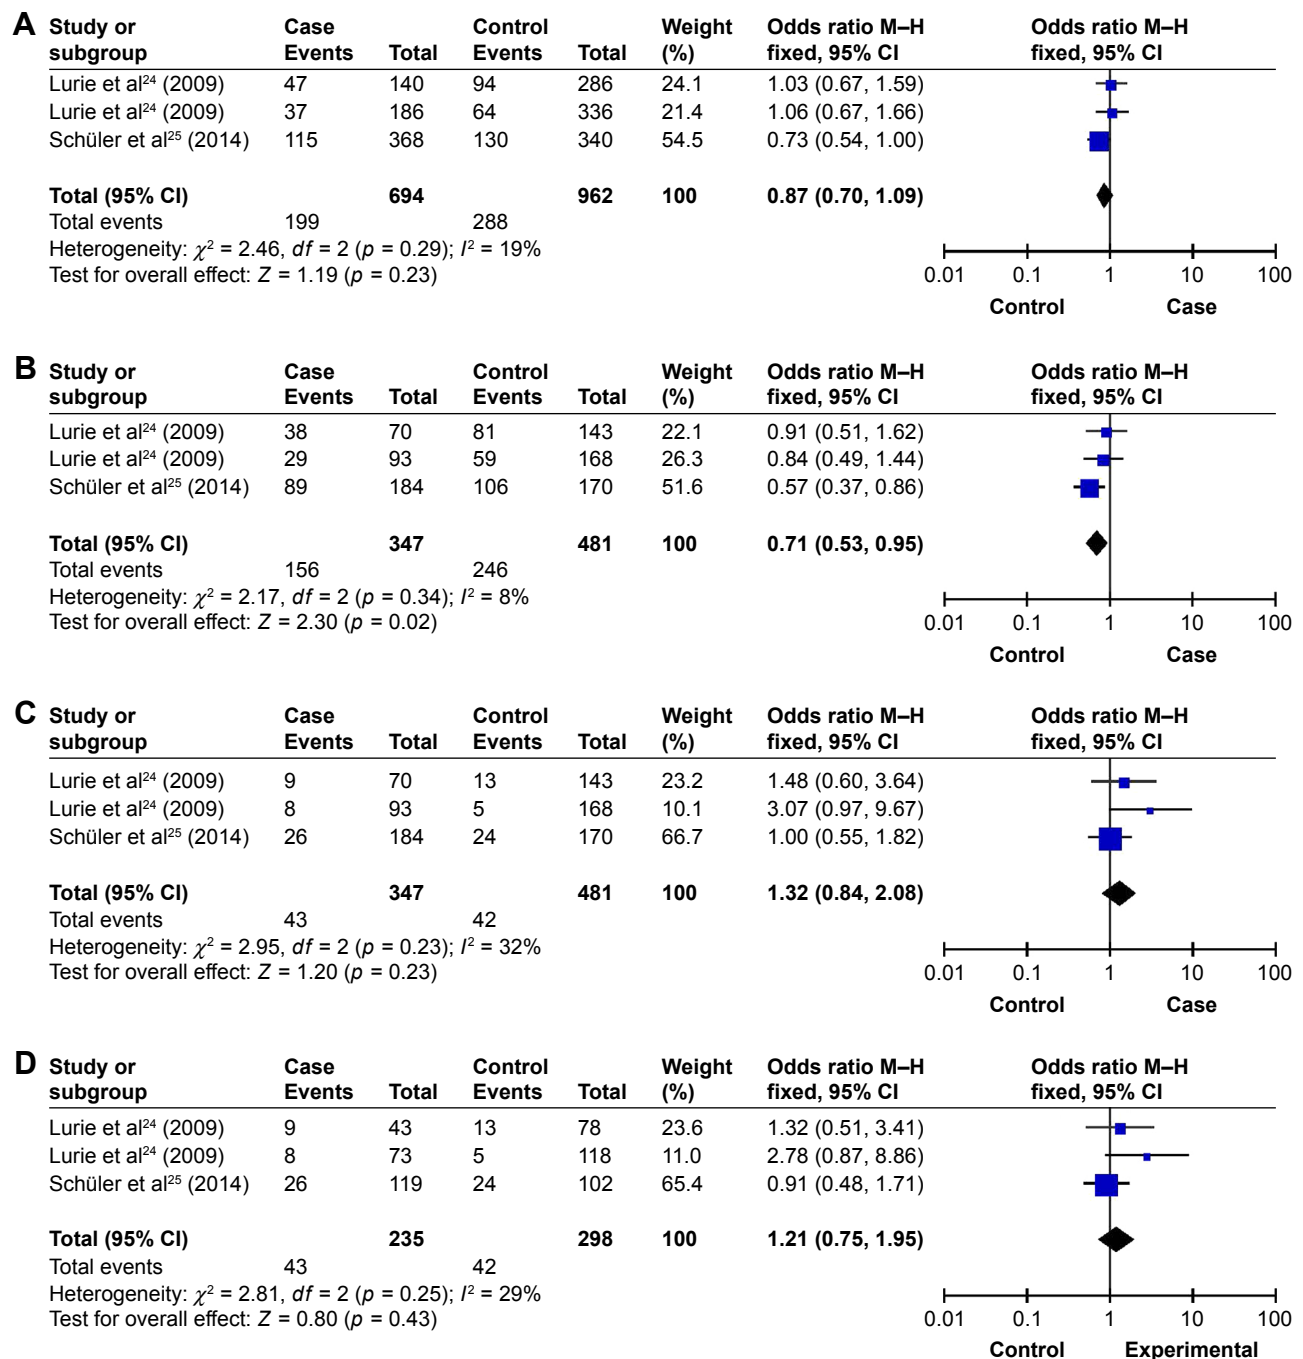 A Study or Case Control Weight Odds ratio M–H Odds ratio M–H
subgroup Events Total Events Total (%) fixed, 95% CI fixed, 95% CI
Lurie et al24 (2009) 47 140 94 286 24.1 1.03 (0.67, 1.59)
Lurie et al24 (2009) 37 186 64 336 21.4 1.06 (0.67, 1.66)
Schüler et al25 (2014) 115 368 130 340 54.5 0.73 (0.54, 1.00)
Total (95% CI) 694 962 100 0.87 (0.70, 1.09)
Total events 199 288
Heterogeneity: χ2 = 2.46, df = 2 (p = 0.29); I2 = 19%
Test for overall effect: Z = 1.19 (p = 0.23)
0.01 0.1 1 10 100
Control Case
B Study or Case Control Weight Odds ratio M–H Odds ratio M–H
subgroup Events Total Events Total (%) fixed, 95% CI fixed, 95% CI
Lurie et al24 (2009) 38 70 81 143 22.1 0.91 (0.51, 1.62)
Lurie et al24 (2009) 29 93 59 168 26.3 0.84 (0.49, 1.44)
Schüler et al25 (2014) 89 184 106 170 51.6 0.57 (0.37, 0.86)
Total (95% CI) 347 481 100 0.71 (0.53, 0.95)
Total events 156 246
Heterogeneity: χ2 = 2.17, df = 2 (p = 0.34); I2 = 8%
Test for overall effect: Z = 2.30 (p = 0.02)
0.01 0.1 1 10 100
Control Case
C Study or Case Control Weight Odds ratio M–H Odds ratio M–H
subgroup Events Total Events Total (%) fixed, 95% CI fixed, 95% CI
Lurie et al24 (2009) 9 70 13 143 23.2 1.48 (0.60, 3.64)
Lurie et al24 (2009) 8 93 5 168 10.1 3.07 (0.97, 9.67)
Schüler et al25 (2014) 26 184 24 170 66.7 1.00 (0.55, 1.82)
Total (95% CI) 347 481 100 1.32 (0.84, 2.08)
Total events 43 42
Heterogeneity: χ2 = 2.95, df = 2 (p = 0.23); I2 = 32%
Test for overall effect: Z = 1.20 (p = 0.23)
0.01 0.1 1 10 100
Control Case
D Study or Case Control Weight Odds ratio M–H Odds ratio M–H
subgroup Events Total Events Total (%) fixed, 95% CI fixed, 95% CI
Lurie et al24 (2009) 9 43 13 78 23.6 1.32 (0.51, 3.41)
Lurie et al24 (2009) 8 73 5 118 11.0 2.78 (0.87, 8.86)
Schüler et al25 (2014) 26 119 24 102 65.4 0.91 (0.48, 1.71)
Total (95% CI) 235 298 100 1.21 (0.75, 1.95)
Total events 43 42
Heterogeneity: χ2 = 2.81, df = 2 (p = 0.25); I2 = 29%
Test for overall effect: Z = 0.80 (p = 0.43)
0.01 0.1 1 10 100
Control Experimental